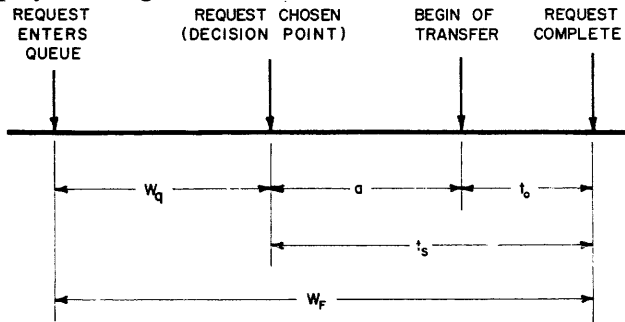 REQUEST ENTERS QUEUE
REQUEST CHOSEN (DECISION POINT)
BEGIN OF TRANSFER
REQUEST COMPLETE
W_q
a
t_o
t_s
W_F